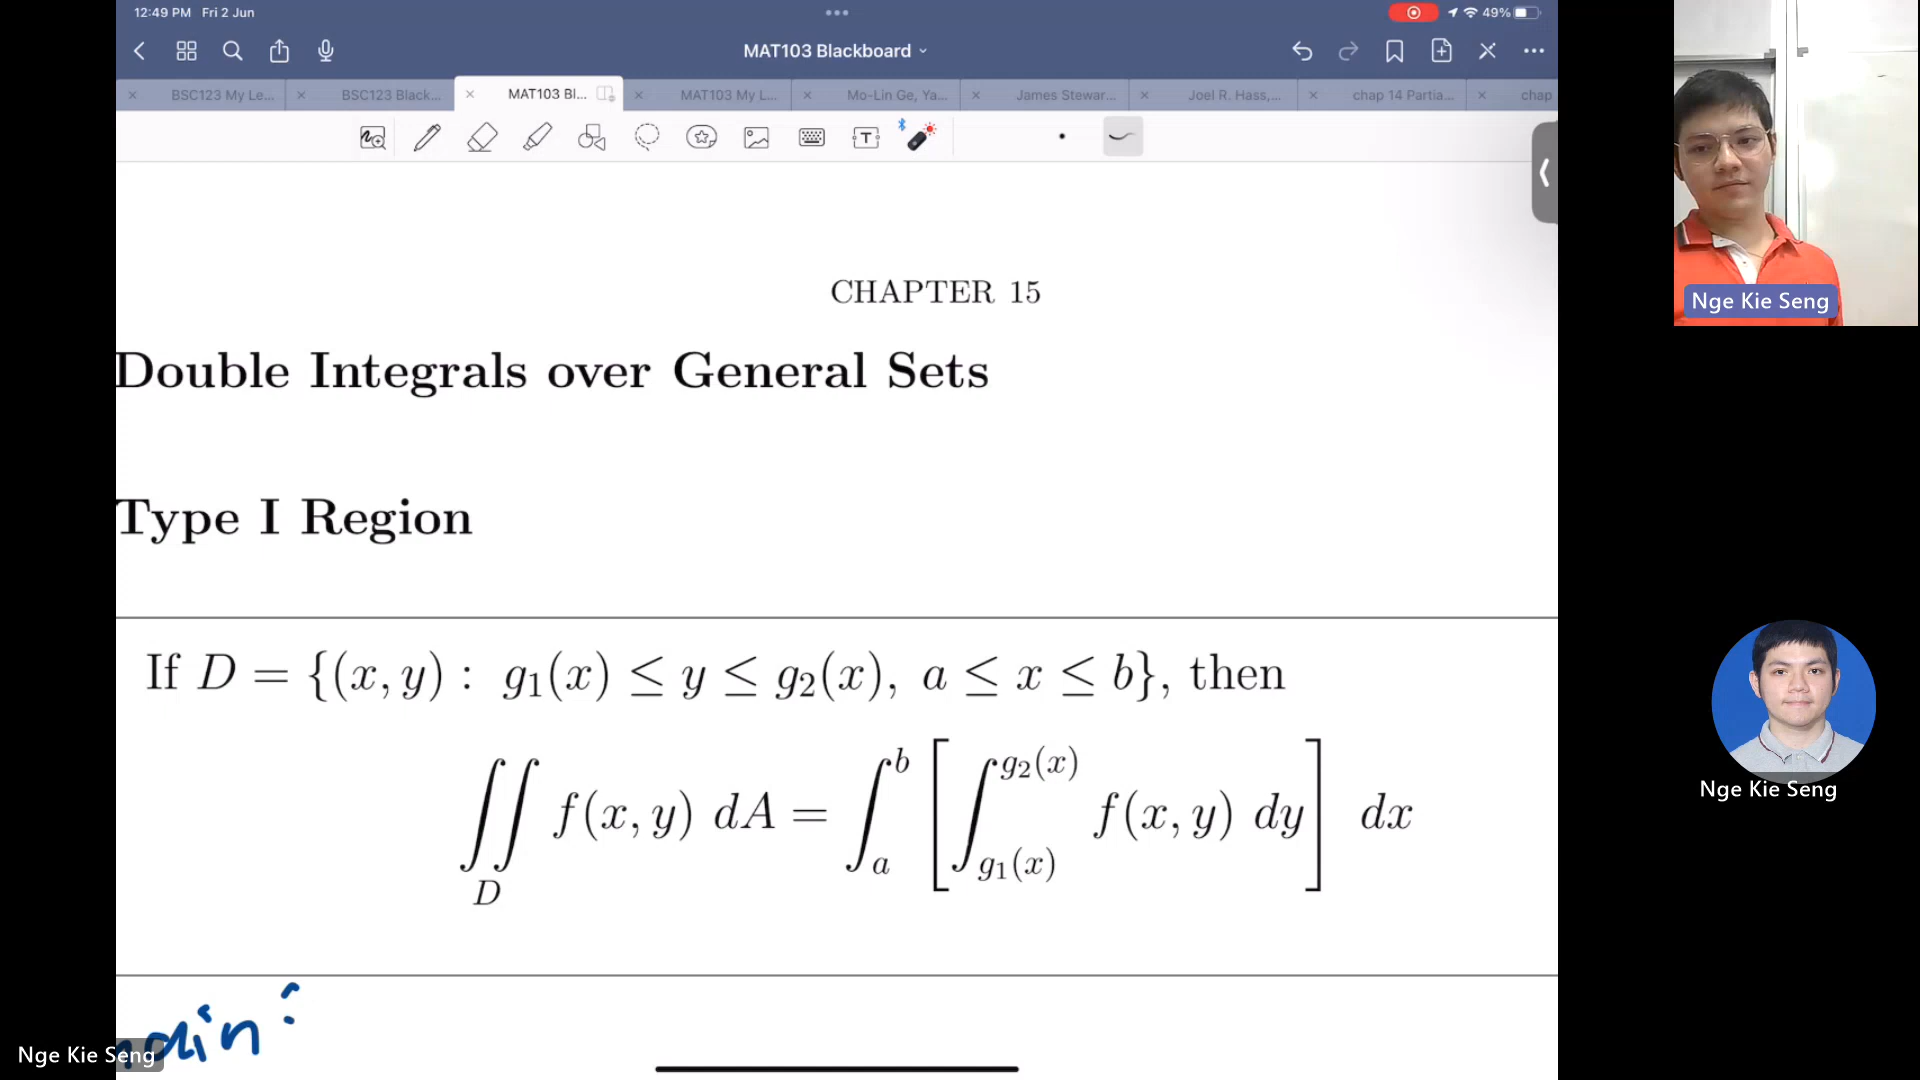 12:49 PM Fri 2 Jun
49%
MAT103 Blackboard
BSC123 My Le...
BSC123 Black...
MAT103 Bl...
MAT103 My L...
Mo-Lin Ge, Ya...
James Stewar...
Joel R. Hass,...
chap 14 Partia...
chap
CHAPTER 15
Double Integrals over General Sets
Type I Region
If D = {(x, y) : g₁(x) ≤ y ≤ g₂(x), a ≤ x ≤ b}, then
∬_D f(x, y) dA = ∫_a^b [∫_{g₁(x)}^{g₂(x)} f(x, y) dy] dx
Nge Kie Seng
Nge Kie Seng
Nge Kie Seng